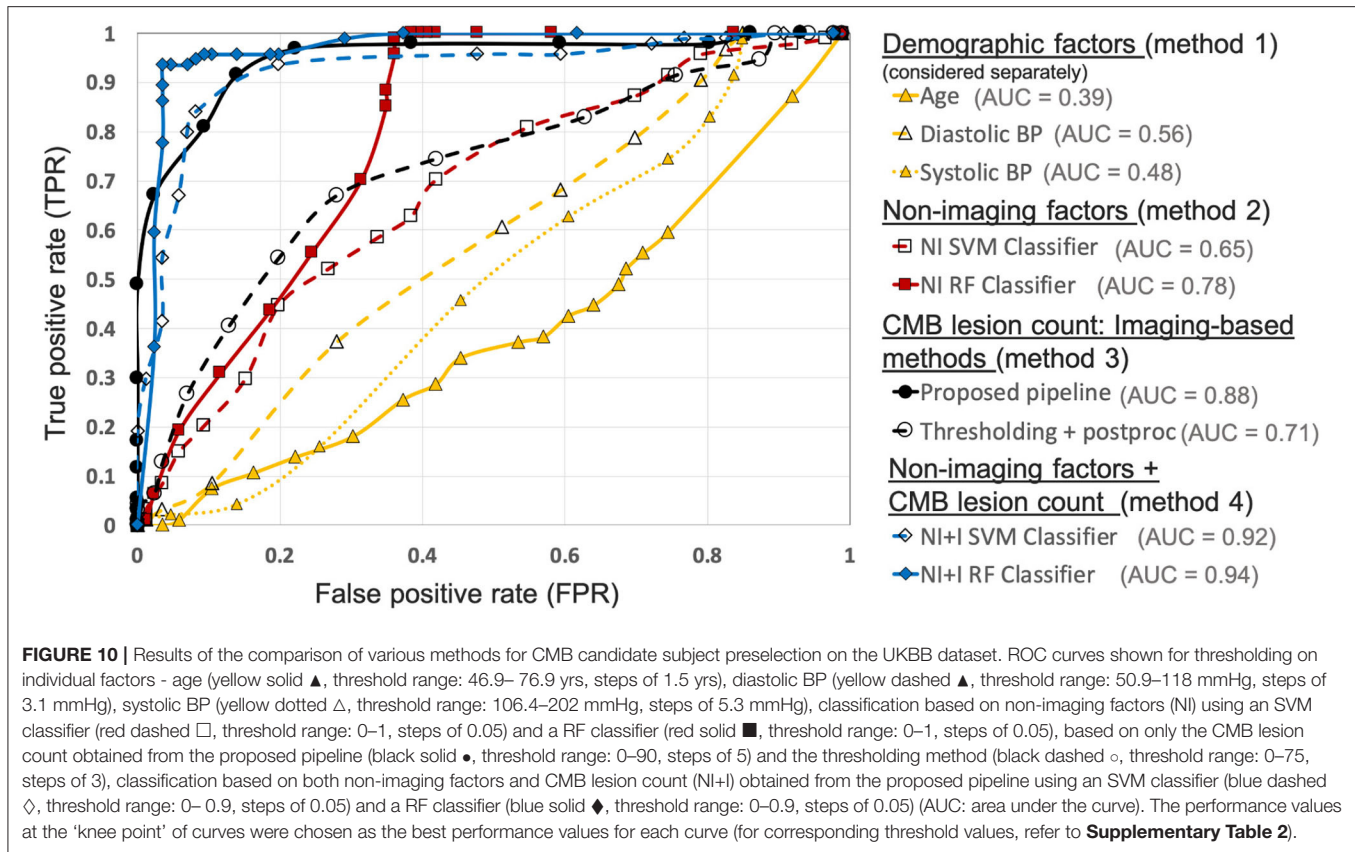 1
0.9
0.8
0.7
0.6
0.5
0.4
0.3
0.2
0.1
0
0
0.2
0.4
0.6
0.8
1
True positive rate (TPR)
False positive rate (FPR)
Demographic factors (method 1)
(considered separately)
Age (AUC = 0.39)
Diastolic BP (AUC = 0.56)
Systolic BP (AUC = 0.48)
Non-imaging factors (method 2)
NI SVM Classifier (AUC = 0.65)
NI RF Classifier (AUC = 0.78)
CMB lesion count: Imaging-based
methods (method 3)
Proposed pipeline (AUC = 0.88)
Thresholding + postproc (AUC = 0.71)
Non-imaging factors +
CMB lesion count (method 4)
NI+I SVM Classifier (AUC = 0.92)
NI+I RF Classifier (AUC = 0.94)
FIGURE 10 | Results of the comparison of various methods for CMB candidate subject preselection on the UKBB dataset. ROC curves shown for thresholding on
individual factors - age (yellow solid ▲, threshold range: 46.9– 76.9 yrs, steps of 1.5 yrs), diastolic BP (yellow dashed ▲, threshold range: 50.9–118 mmHg, steps of
3.1 mmHg), systolic BP (yellow dotted △, threshold range: 106.4–202 mmHg, steps of 5.3 mmHg), classification based on non-imaging factors (NI) using an SVM
classifier (red dashed □, threshold range: 0–1, steps of 0.05) and a RF classifier (red solid ■, threshold range: 0–1, steps of 0.05), based on only the CMB lesion
count obtained from the proposed pipeline (black solid ●, threshold range: 0–90, steps of 5) and the thresholding method (black dashed ○, threshold range: 0–75,
steps of 3), classification based on both non-imaging factors and CMB lesion count (NI+I) obtained from the proposed pipeline using an SVM classifier (blue dashed
◇, threshold range: 0– 0.9, steps of 0.05) and a RF classifier (blue solid ◆, threshold range: 0–0.9, steps of 0.05) (AUC: area under the curve). The performance values
at the 'knee point' of curves were chosen as the best performance values for each curve (for corresponding threshold values, refer to Supplementary Table 2).